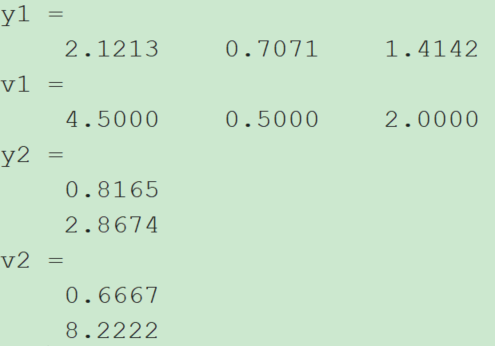 y1 =
2.1213 0.7071 1.4142
v1 =
4.5000 0.5000 2.0000
y2 =
0.8165
2.8674
v2 =
0.6667
8.2222